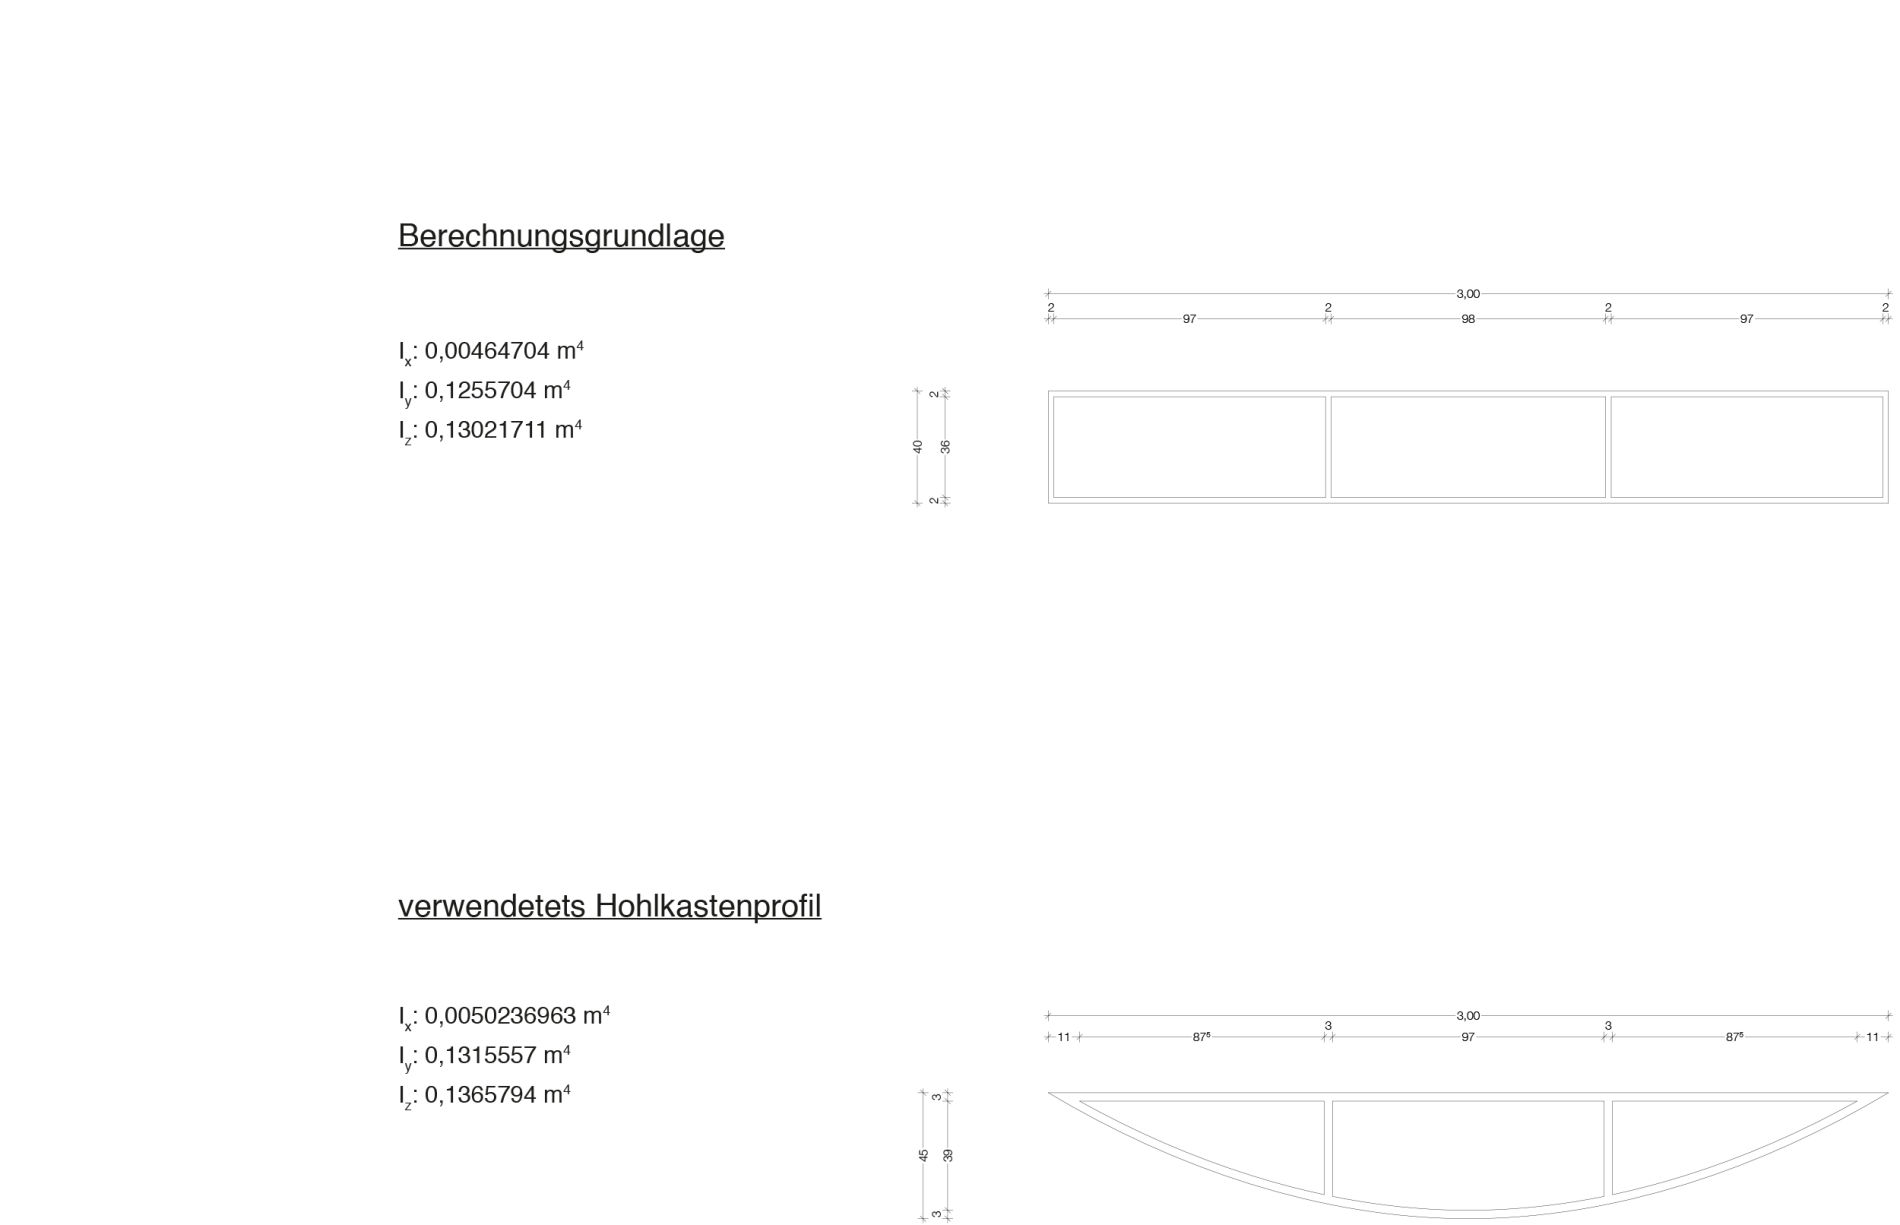 Berechnungsgrundlage
3,00
2 2 2 2
97 98 97
Ix: 0,00464704 m⁴
Iy: 0,1255704 m⁴
Iz: 0,13021711 m⁴
2
40 36
2
verwendetets Hohlkastenprofil
Ix: 0,0050236963 m⁴
3,00
3 3
11 87⁵ 97 87⁵ 11
Iy: 0,1315557 m⁴
Iz: 0,1365794 m⁴
3
45 39
3